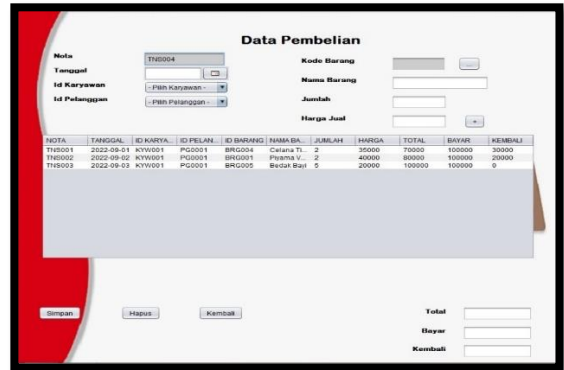 Data Pembelian
Nota TNS004 Kode Barang ...
Tanggal Nama Barang
Id Karyawan - Pilih Karyawan -
Id Pelanggan - Pilih Pelanggan - Jumlah
Harga Jual +
NOTA TANGGAL ID KARYA... ID PELAN... ID BARANG NAMA BA... JUMLAH HARGA TOTAL BAYAR KEMBALI
TNS001 2022-09-01 KYW001 PG0001 BRG004 Celana Ti... 2 35000 70000 100000 30000
TNS002 2022-09-02 KYW001 PG0001 BRG001 Piyama V... 2 40000 80000 100000 20000
TNS003 2022-09-03 KYW001 PG0001 BRG005 Bedak Bayi 5 20000 100000 100000 0
Simpan Hapus Kembali Total
Bayar
Kembali